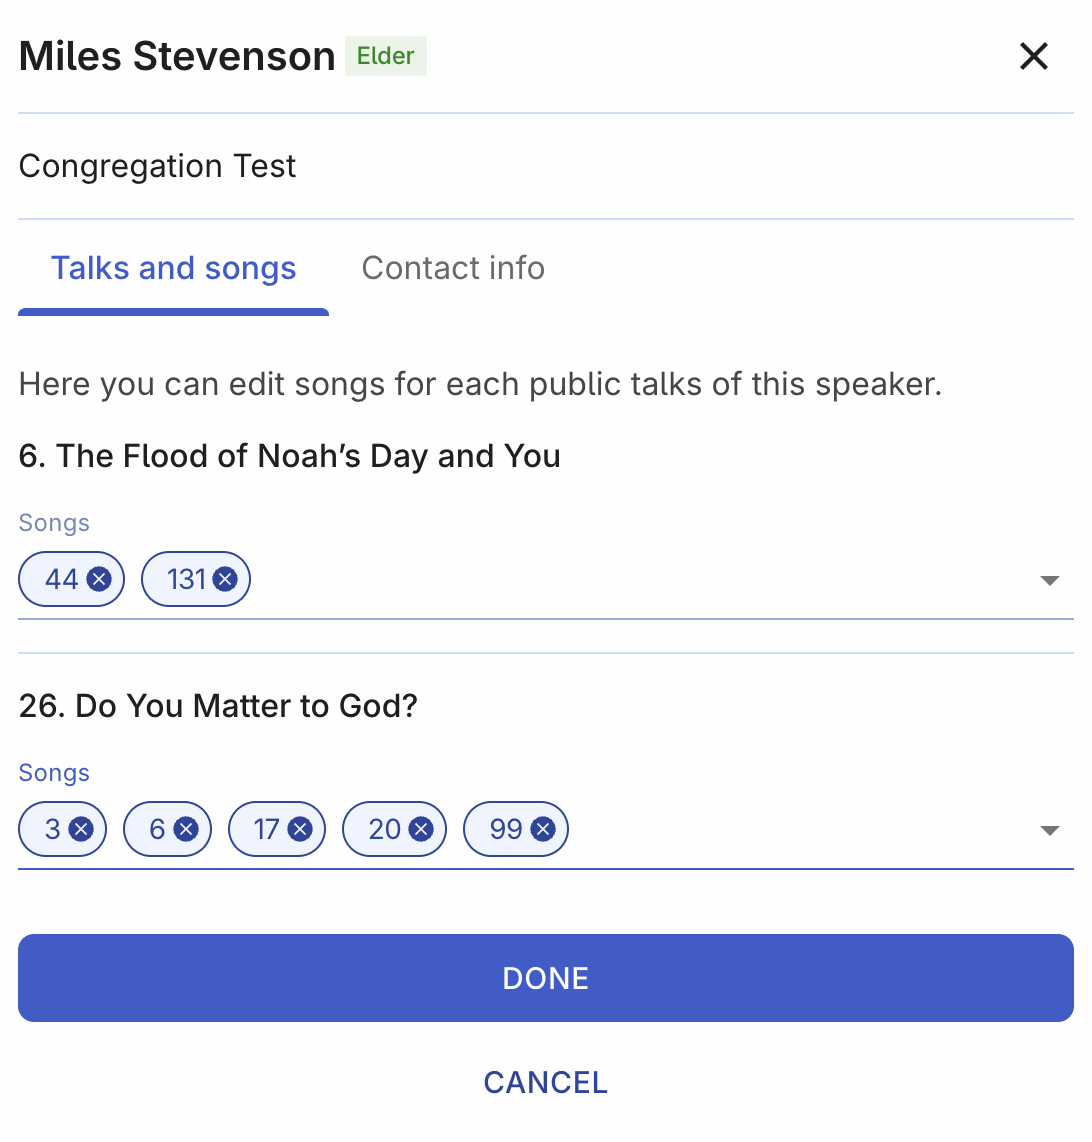 Miles Stevenson Elder
Congregation Test
Talks and songs Contact info
Here you can edit songs for each public talks of this speaker.
6. The Flood of Noah’s Day and You
Songs
44 131
26. Do You Matter to God?
Songs
3 6 17 20 99
DONE
CANCEL